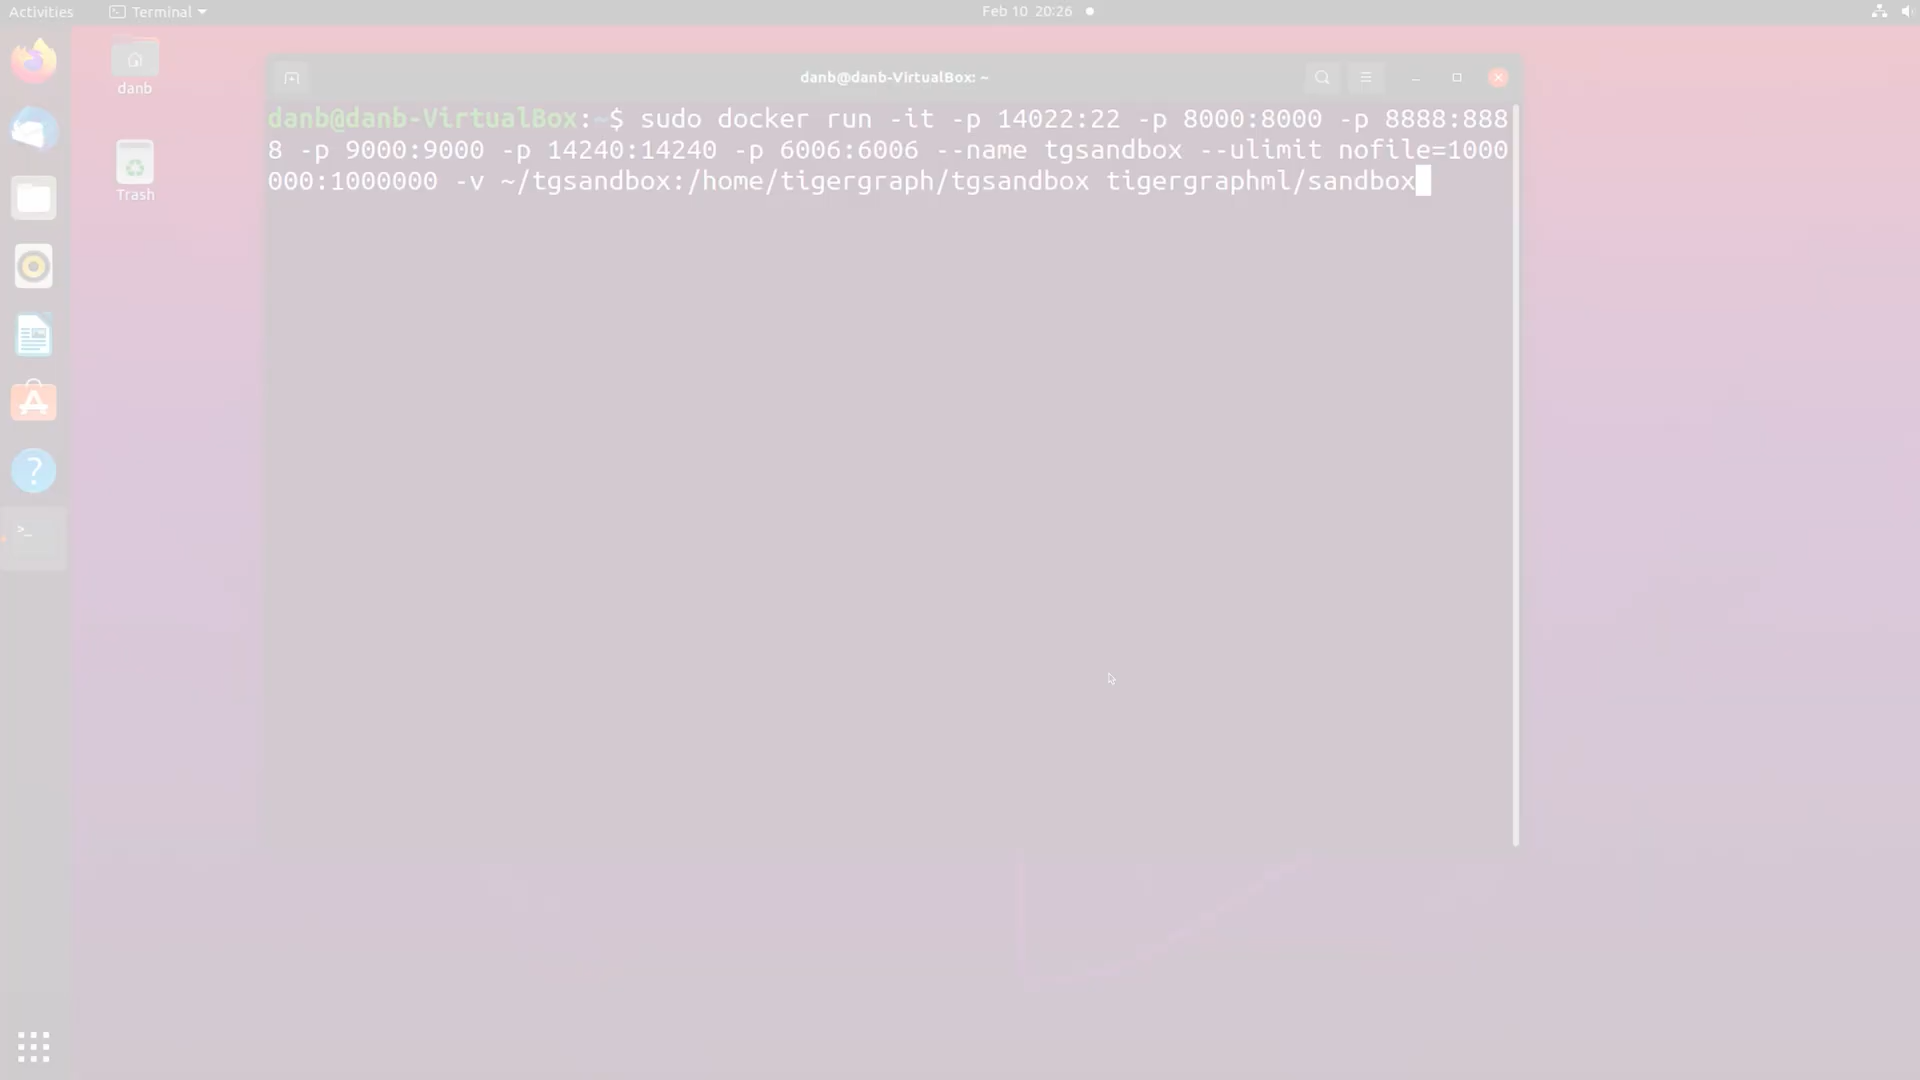 Activities
Terminal
Feb 10 20:26
danb
Trash
danb@danb-VirtualBox: ~
danb@danb-VirtualBox:~$ sudo docker run -it -p 14022:22 -p 8000:8000 -p 8888:888
8 -p 9000:9000 -p 14240:14240 -p 6006:6006 --name tgsandbox --ulimit nofile=1000
000:1000000 -v ~/tgsandbox:/home/tigergraph/tgsandbox tigergraphml/sandbox